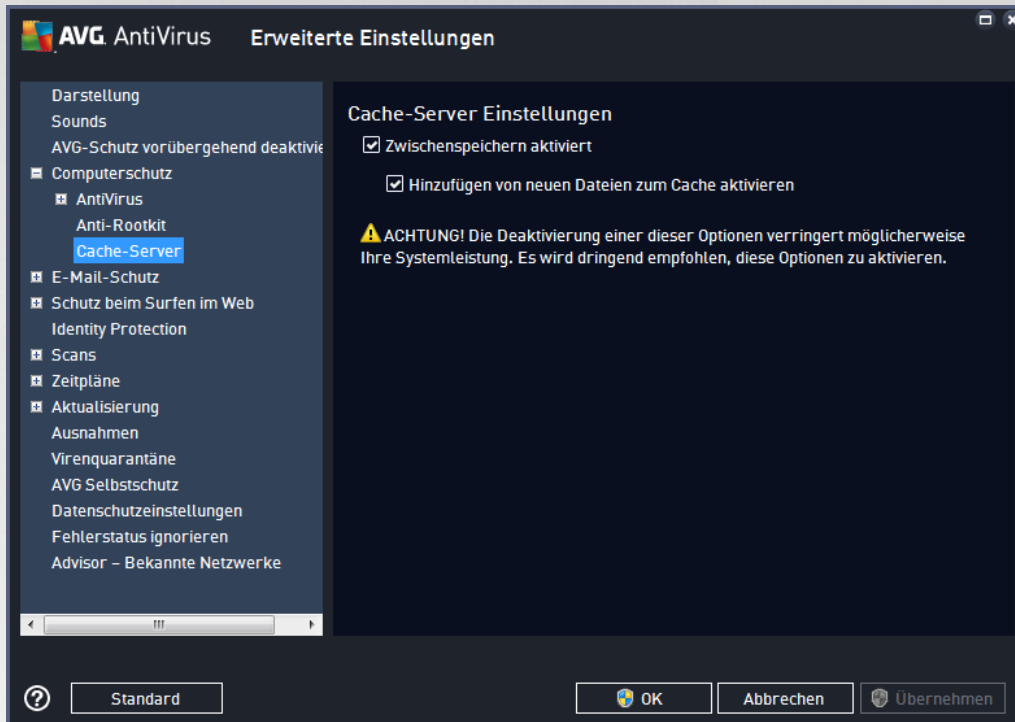 AVG. AntiVirus Erweiterte Einstellungen
Darstellung
Sounds
AVG-Schutz vorübergehend deaktivie
Computerschutz
AntiVirus
Anti-Rootkit
Cache-Server
E-Mail-Schutz
Schutz beim Surfen im Web
Identity Protection
Scans
Zeitpläne
Aktualisierung
Ausnahmen
Virenquarantäne
AVG Selbstschutz
Datenschutzeinstellungen
Fehlerstatus ignorieren
Advisor – Bekannte Netzwerke
Cache-Server Einstellungen
Zwischenspeichern aktiviert
Hinzufügen von neuen Dateien zum Cache aktivieren
ACHTUNG! Die Deaktivierung einer dieser Optionen verringert möglicherweise
Ihre Systemleistung. Es wird dringend empfohlen, diese Optionen zu aktivieren.
Standard
OK
Abbrechen
Übernehmen